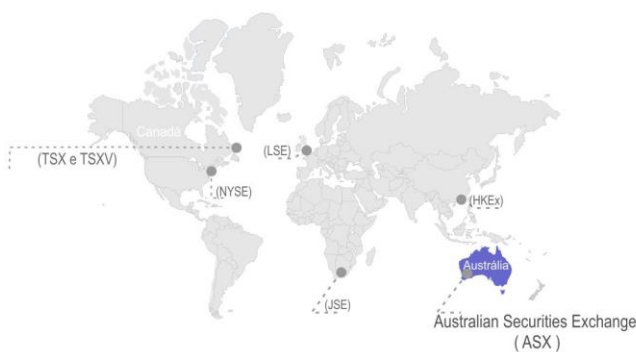 Canadá
(TSX e TSXV)
(LSE)
(NYSE)
(HKEx)
Austrália
(JSE)
Australian Securities Exchange
( ASX )